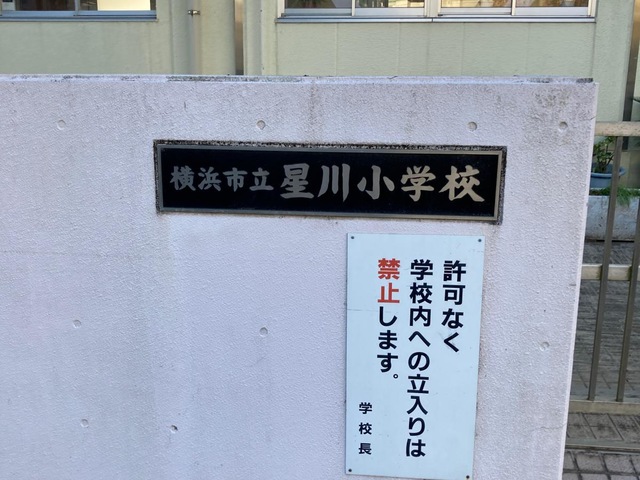 横浜市立 星川小学校
許可なく
学校内への立入りは
禁止します。
学校長